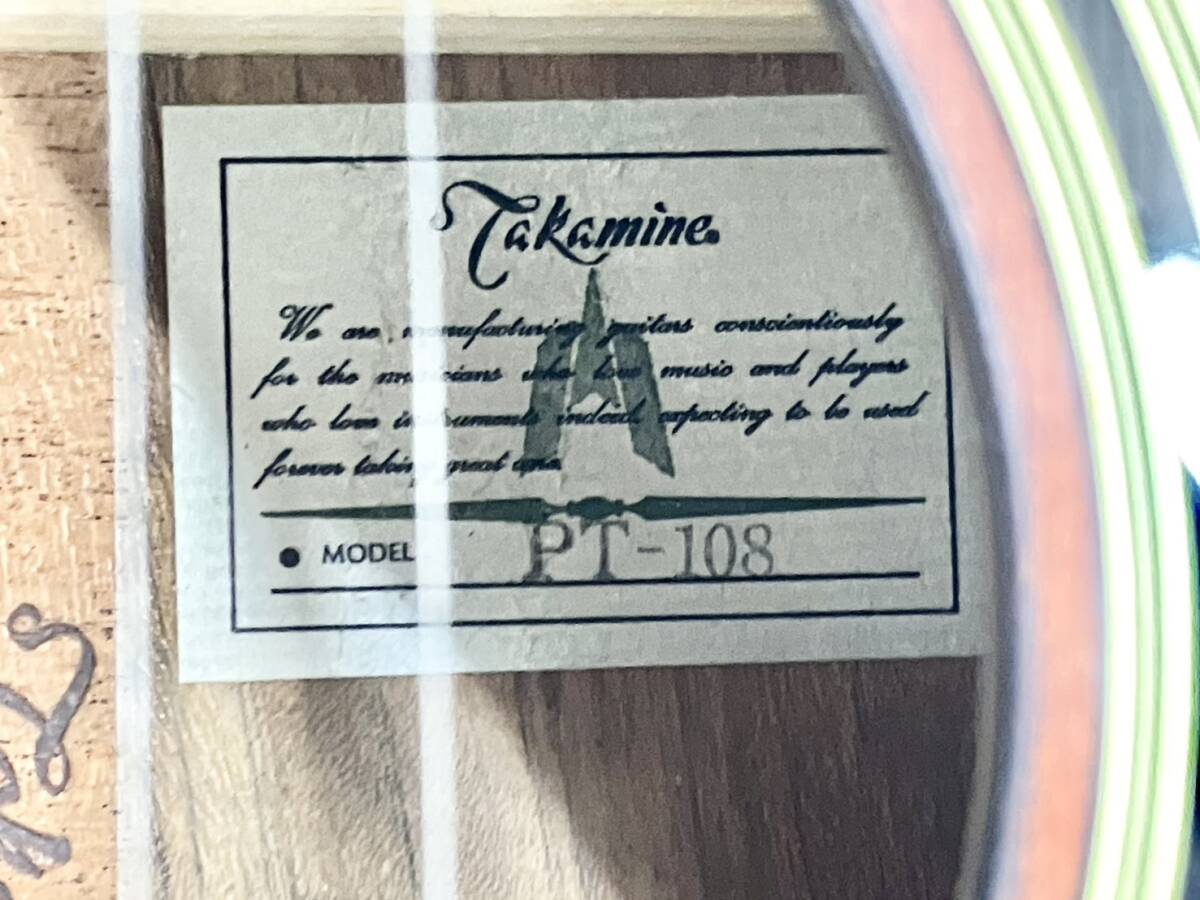 Takamine®
We are manufacturing guitars conscientiously
for the musicians who love music and players
who love instruments indeed, expecting to be used
forever taking great care.
● MODEL PT-108